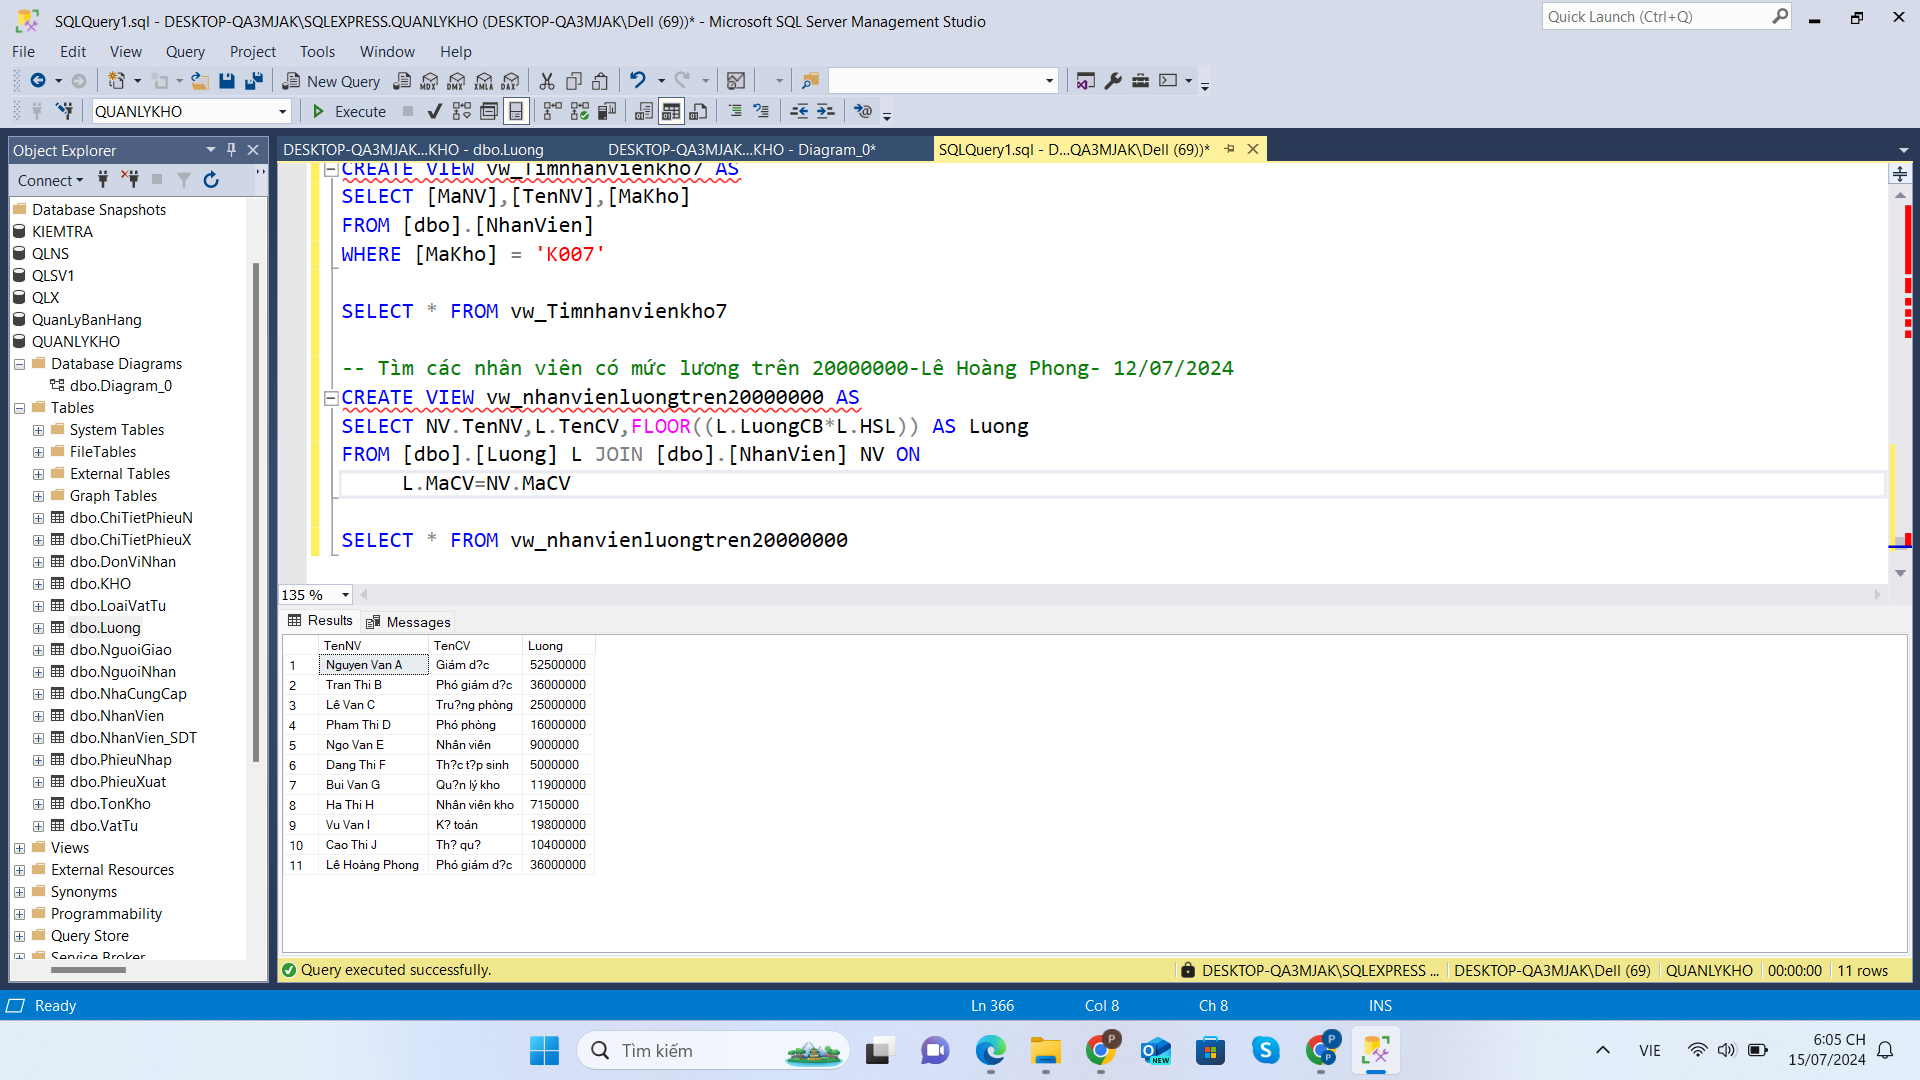 SQLQuery1.sql - DESKTOP-QA3MJAK\SQLEXPRESS.QUANLYKHO (DESKTOP-QA3MJAK\Dell (69))* - Microsoft SQL Server Management Studio
Quick Launch (Ctrl+Q)
File Edit View Query Project Tools Window Help
New Query
MDX DMX XMLA DAX
QUANLYKHO
Execute
Object Explorer
DESKTOP-QA3MJAK...KHO - dbo.Luong
DESKTOP-QA3MJAK...KHO - Diagram_0*
SQLQuery1.sql - D...QA3MJAK\Dell (69))*
Connect
Database Snapshots
KIEMTRA
QLNS
QLSV1
QLX
QuanLyBanHang
QUANLYKHO
Database Diagrams
dbo.Diagram_0
Tables
System Tables
FileTables
External Tables
Graph Tables
dbo.ChiTietPhieuN
dbo.ChiTietPhieuX
dbo.DonViNhan
dbo.KHO
dbo.LoaiVatTu
dbo.Luong
dbo.NguoiGiao
dbo.NguoiNhan
dbo.NhaCungCap
dbo.NhanVien
dbo.NhanVien_SDT
dbo.PhieuNhap
dbo.PhieuXuat
dbo.TonKho
dbo.VatTu
Views
External Resources
Synonyms
Programmability
Query Store
Service Broker
CREATE VIEW vw_Timnhanvienkho7 AS
SELECT [MaNV],[TenNV],[MaKho]
FROM [dbo].[NhanVien]
WHERE [MaKho] = 'K007'
SELECT * FROM vw_Timnhanvienkho7
-- Tìm các nhân viên có mức lương trên 20000000-Lê Hoàng Phong- 12/07/2024
CREATE VIEW vw_nhanvienluongtren20000000 AS
SELECT NV.TenNV,L.TenCV,FLOOR((L.LuongCB*L.HSL)) AS Luong
FROM [dbo].[Luong] L JOIN [dbo].[NhanVien] NV ON
L.MaCV=NV.MaCV
SELECT * FROM vw_nhanvienluongtren20000000
135 %
Results Messages
TenNV TenCV Luong
1 Nguyen Van A Giám d?c 52500000
2 Tran Thi B Phó giám d?c 36000000
3 Lê Van C Tru?ng phòng 25000000
4 Pham Thi D Phó phòng 16000000
5 Ngo Van E Nhân viên 9000000
6 Dang Thi F Th?c t?p sinh 5000000
7 Bui Van G Qu?n lý kho 11900000
8 Ha Thi H Nhân viên kho 7150000
9 Vu Van I K? toán 19800000
10 Cao Thi J Th? qu? 10400000
11 Lê Hoàng Phong Phó giám d?c 36000000
Query executed successfully.
DESKTOP-QA3MJAK\SQLEXPRESS ... DESKTOP-QA3MJAK\Dell (69) QUANLYKHO 00:00:00 11 rows
Ready
Ln 366 Col 8 Ch 8 INS
Tìm kiếm
P
NEW
S
P
P
VIE
6:05 CH
15/07/2024